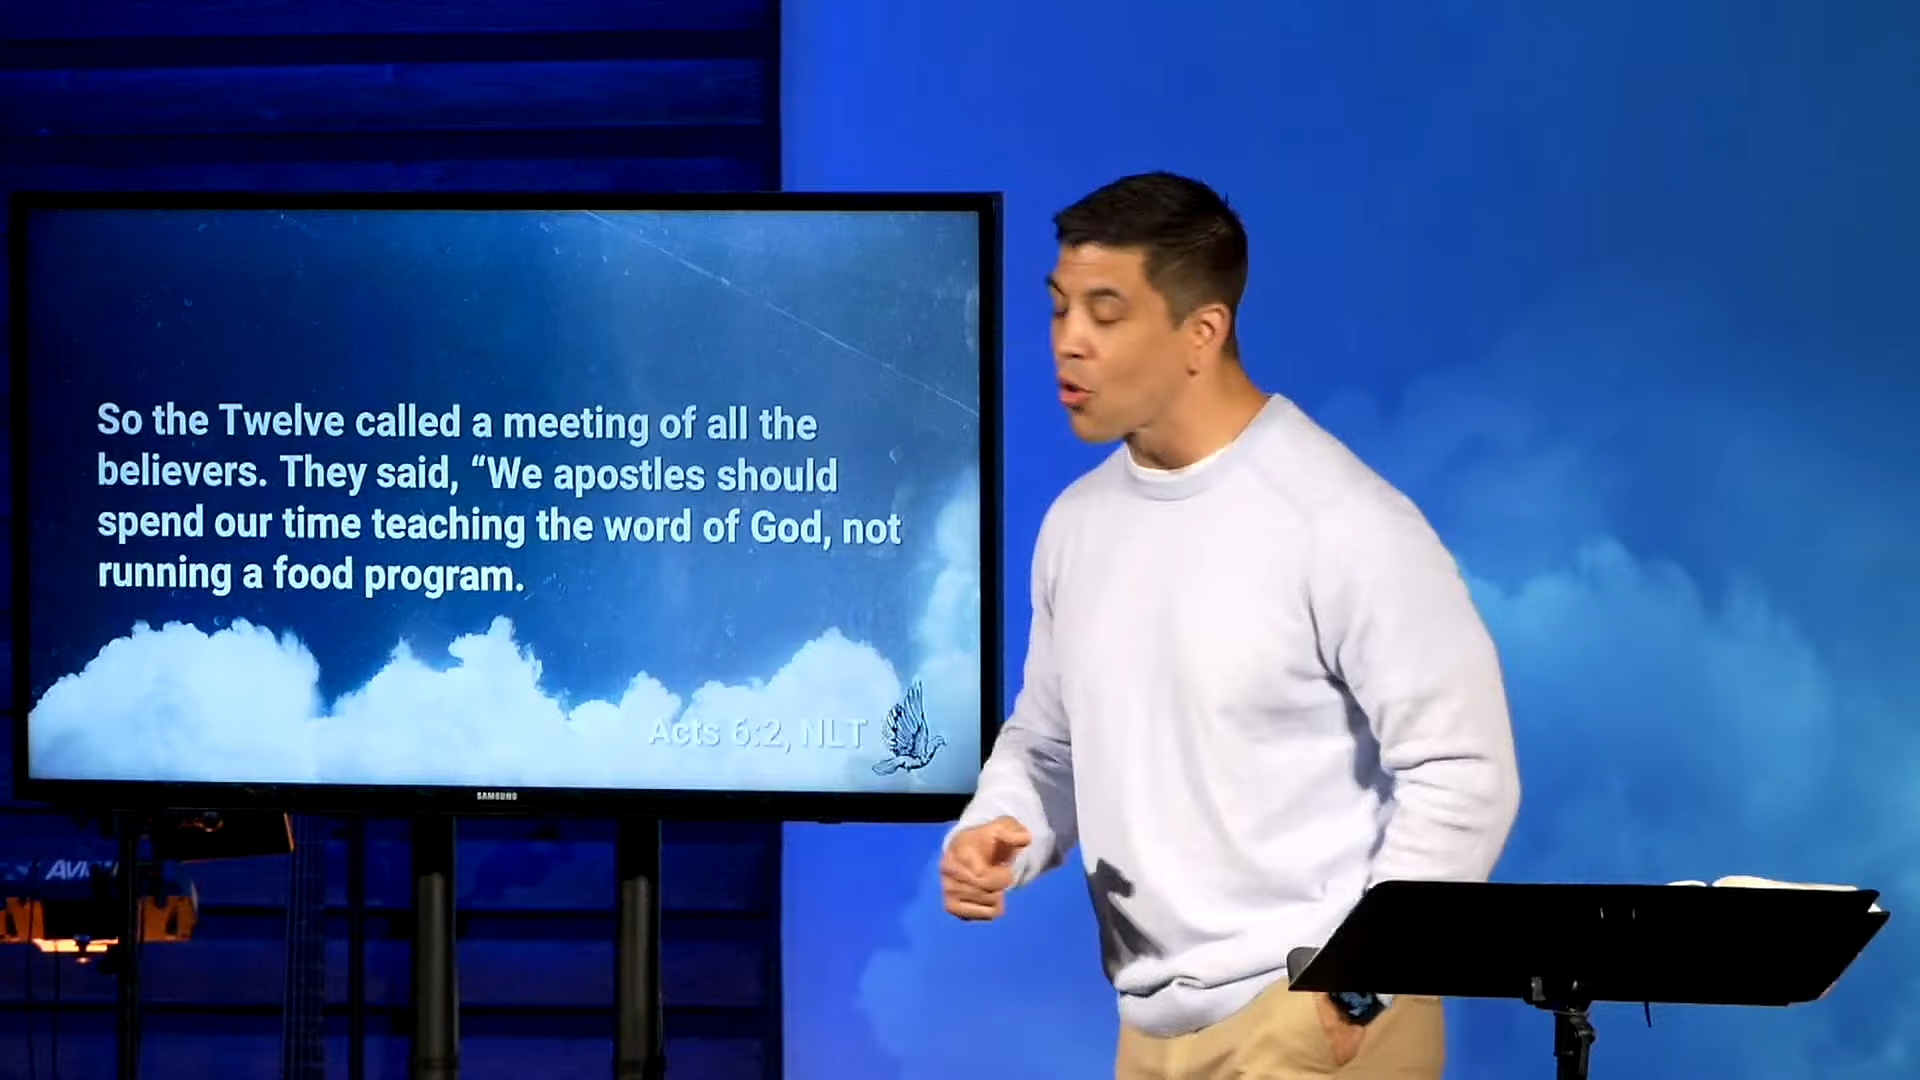 So the Twelve called a meeting of all the
believers. They said, “We apostles should
spend our time teaching the word of God, not
running a food program.
Acts 6:2, NLT
SAMSUNG